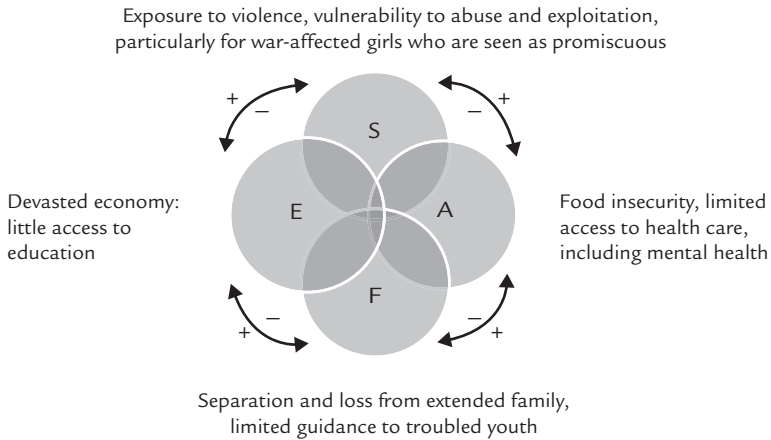 Exposure to violence, vulnerability to abuse and exploitation,
particularly for war-affected girls who are seen as promiscuous
+
–
–
+
S
Devasted economy:
little access to
education
E
A
Food insecurity, limited
access to health care,
including mental health
F
–
+
–
+
Separation and loss from extended family,
limited guidance to troubled youth